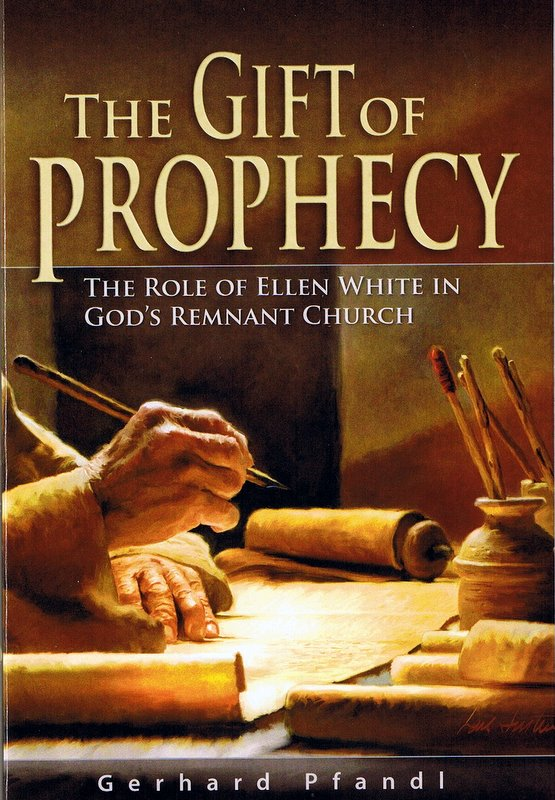 THE GIFT OF
PROPHECY
THE ROLE OF ELLEN WHITE IN
GOD'S REMNANT CHURCH
Gerhard Pfandl